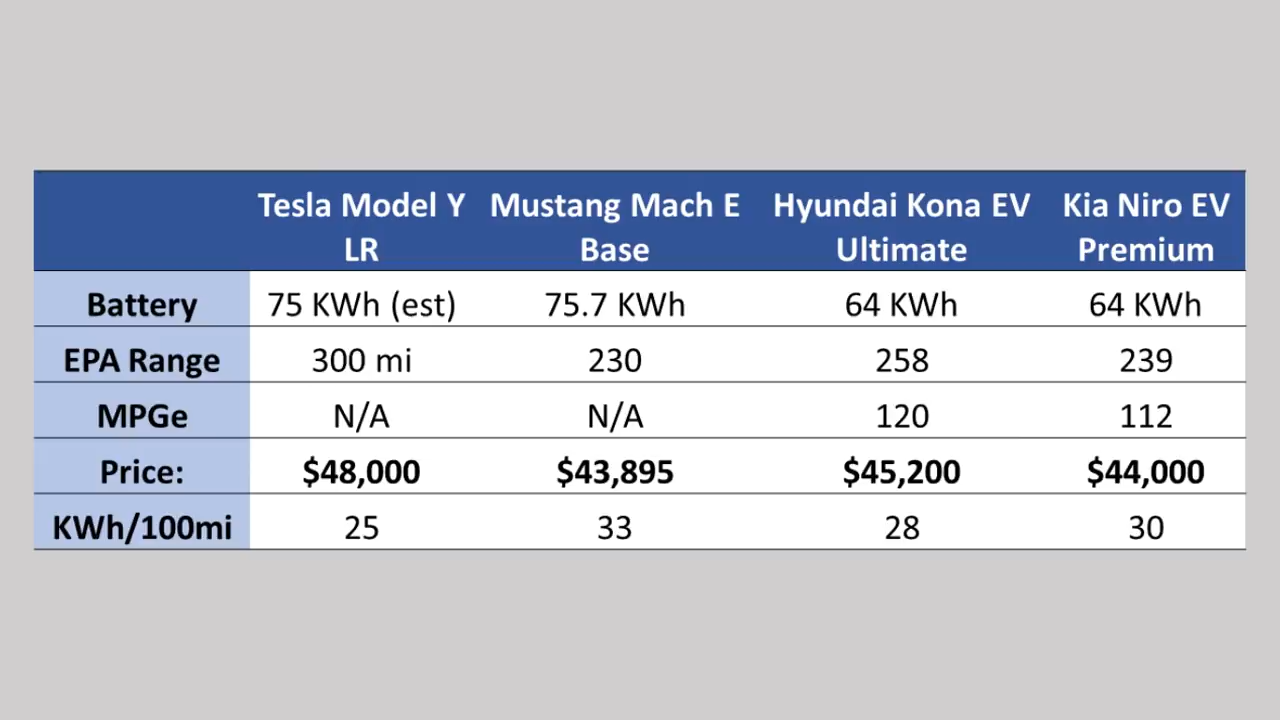 Tesla Model Y LR Mustang Mach E Base Hyundai Kona EV Ultimate Kia Niro EV Premium
Battery 75 KWh (est) 75.7 KWh 64 KWh 64 KWh
EPA Range 300 mi 230 258 239
MPGe N/A N/A 120 112
Price: $48,000 $43,895 $45,200 $44,000
KWh/100mi 25 33 28 30